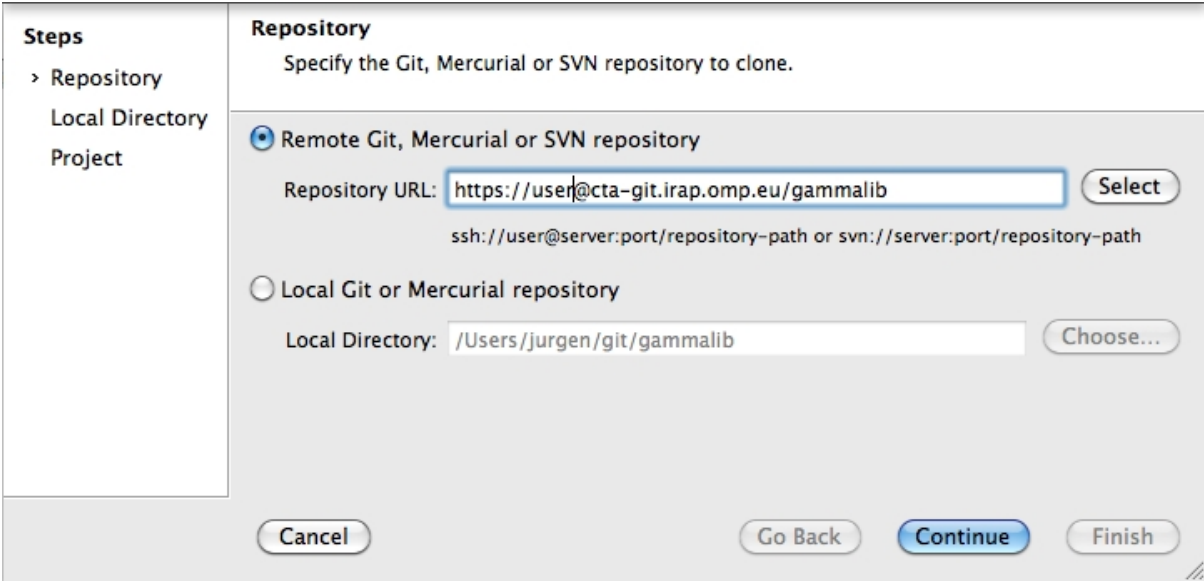 Steps
› Repository
Local Directory
Project
Repository
Specify the Git, Mercurial or SVN repository to clone.
Remote Git, Mercurial or SVN repository
Repository URL: https://user@cta-git.irap.omp.eu/gammalib Select
ssh://user@server:port/repository-path or svn://server:port/repository-path
Local Git or Mercurial repository
Local Directory: /Users/jurgen/git/gammalib Choose...
Cancel Go Back Continue Finish